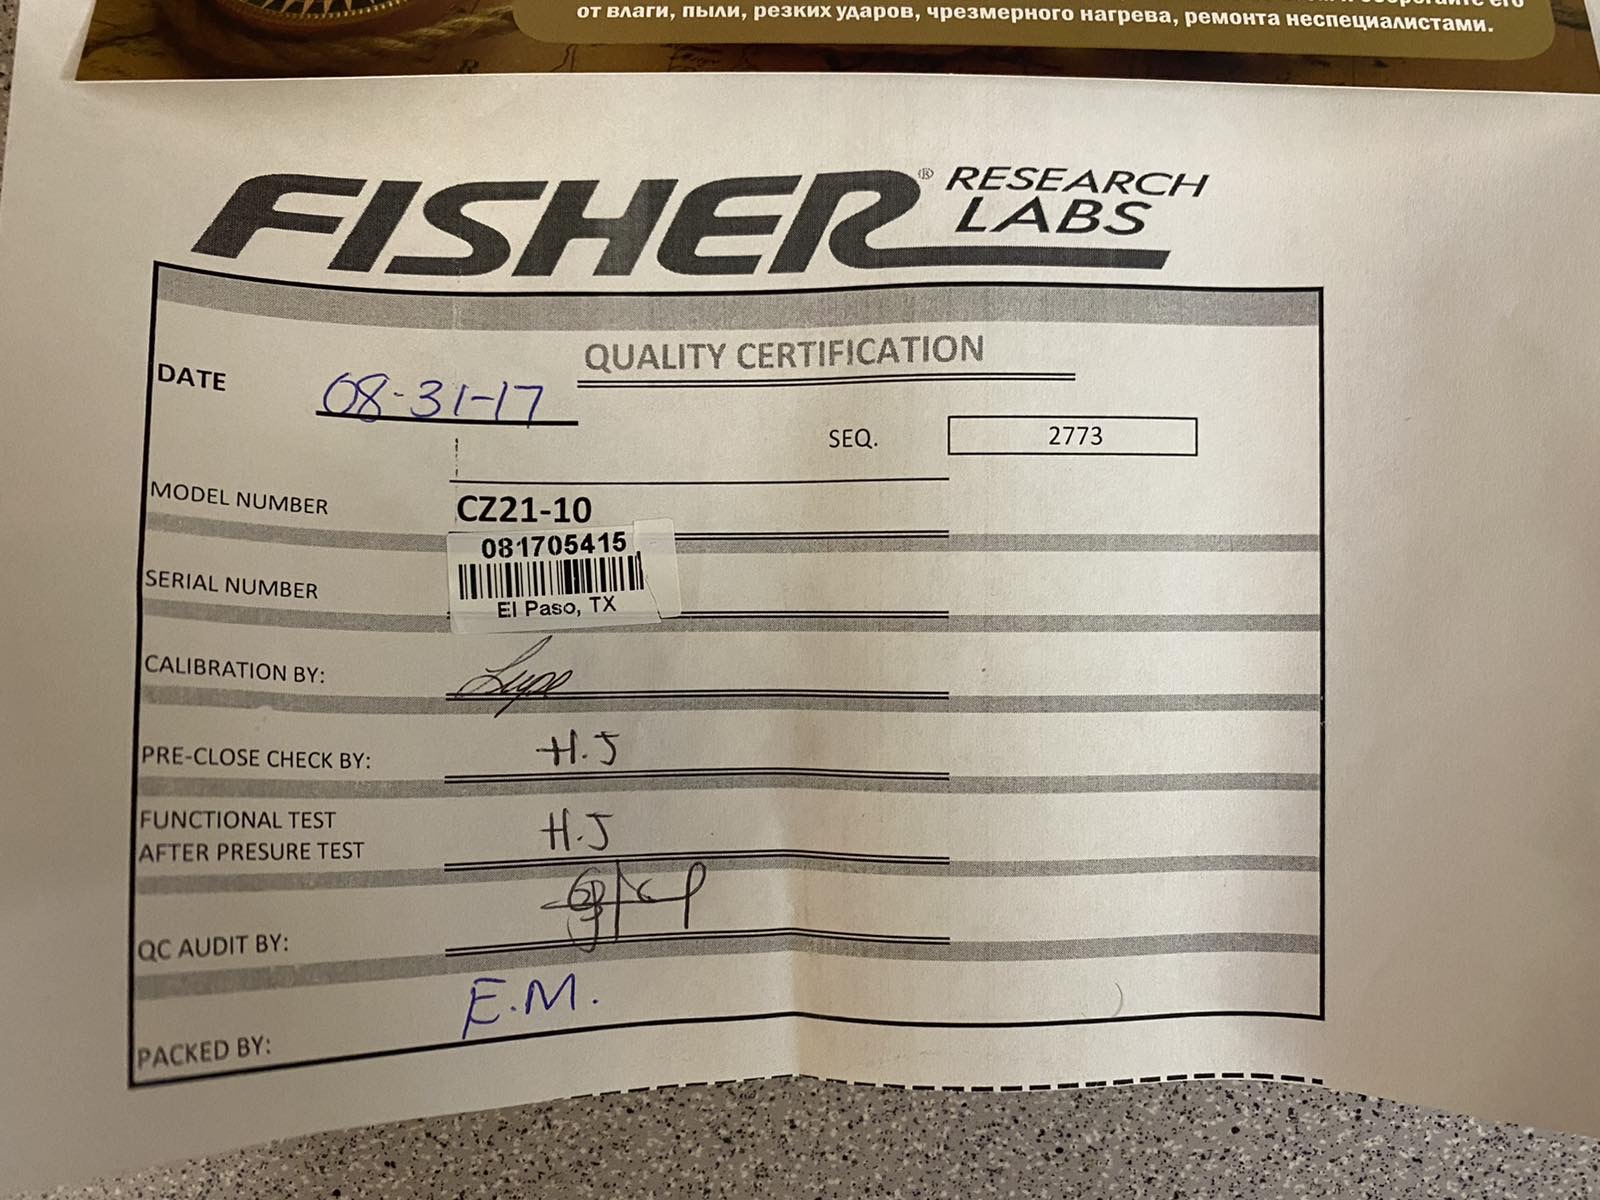 от влаги, пыли, резких ударов, чрезмерного нагрева, ремонта неспециалистами.
FISHER® RESEARCH LABS
QUALITY CERTIFICATION
DATE 08-31-17
SEQ. 2773
MODEL NUMBER CZ21-10
081705415
SERIAL NUMBER
El Paso, TX
CALIBRATION BY: Lupe
PRE-CLOSE CHECK BY: H.J
FUNCTIONAL TEST
AFTER PRESURE TEST H.J
QC AUDIT BY:
PACKED BY: E.M.